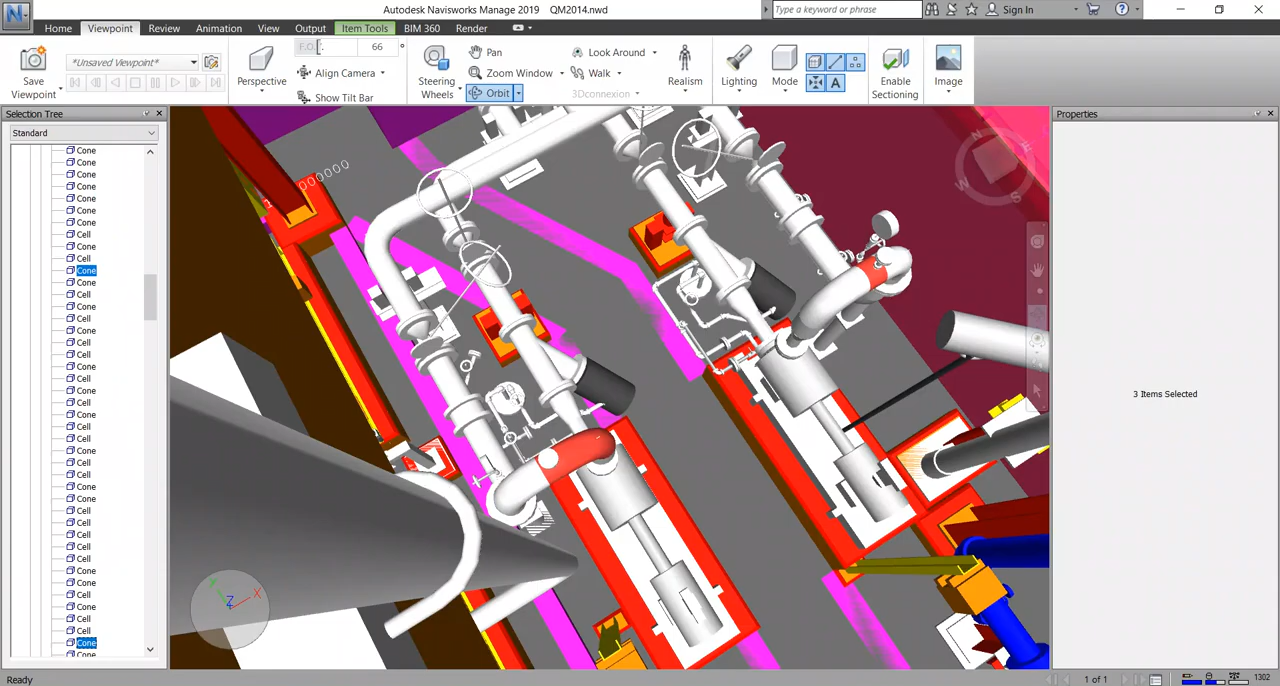 Autodesk Navisworks Manage 2019 QM2014.nwd
Type a keyword or phrase
Sign In
N
Home Viewpoint Review Animation View Output Item Tools BIM 360 Render
Save
Viewpoint
*Unsaved Viewpoint*
Perspective
66
Align Camera
Show Tilt Bar
Steering
Wheels
Pan
Zoom Window
Orbit
Look Around
Walk
3Dconnexion
Realism
Lighting
Mode
A
Enable
Sectioning
Image
Selection Tree
Properties
Standard
Cone
Cone
Cone
Cone
Cone
Cone
Cone
Cell
Cone
Cell
Cone
Cone
Cell
Cone
Cell
Cone
Cell
Cell
Cone
Cell
Cone
Cell
Cone
Cell
Cone
Cell
Cell
Cell
Cone
Cone
Cell
Cell
Cell
Cell
Cell
Cone
Cone
Cell
Cone
Cell
Cell
Cone
Cone
3 Items Selected
W
S
Y
Z
X
Ready
1 of 1
1302